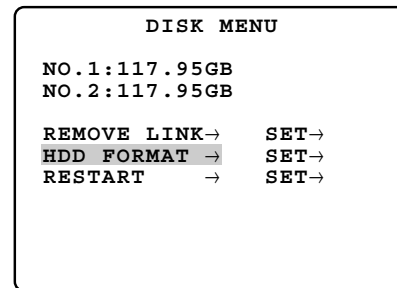 DISK MENU
NO.1:117.95GB
NO.2:117.95GB
REMOVE LINK→ SET→
HDD FORMAT → SET→
RESTART → SET→